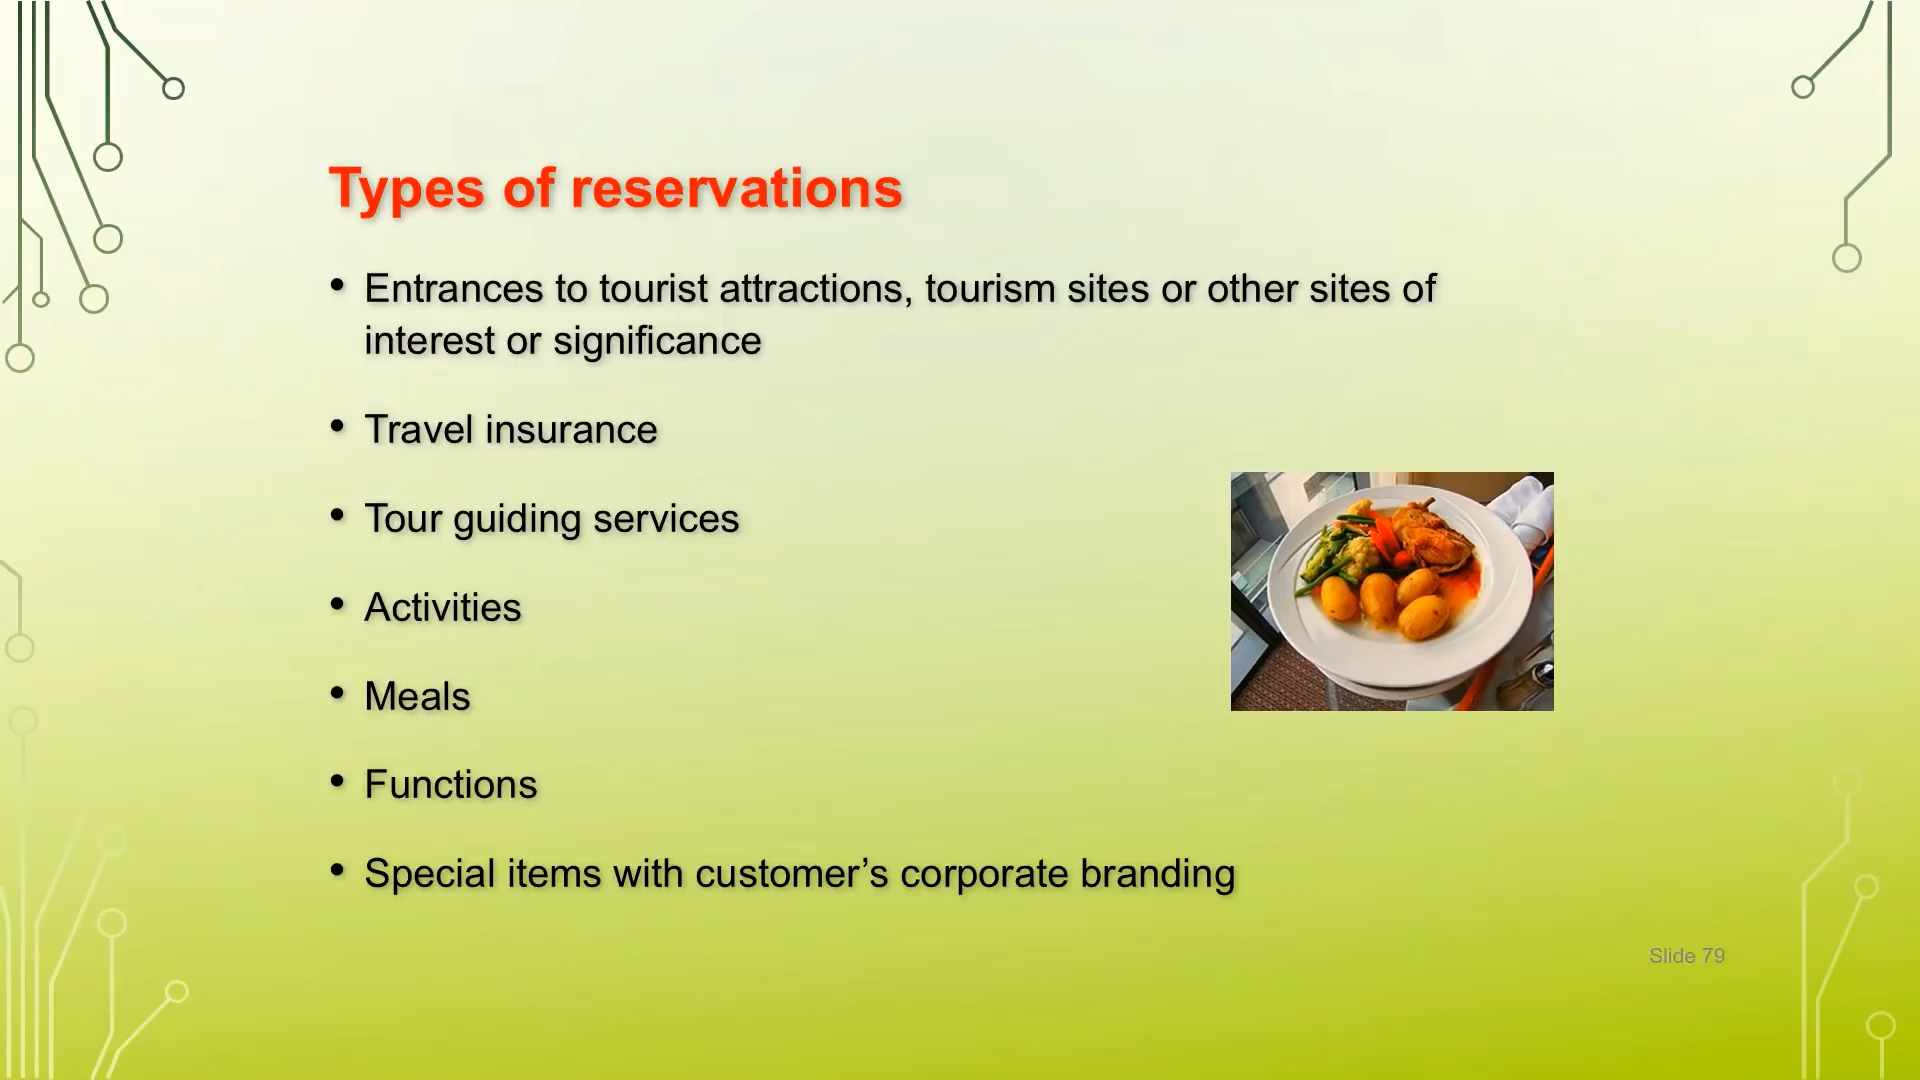 Types of reservations
• Entrances to tourist attractions, tourism sites or other sites of
interest or significance
• Travel insurance
• Tour guiding services
• Activities
• Meals
• Functions
• Special items with customer’s corporate branding
Slide 79